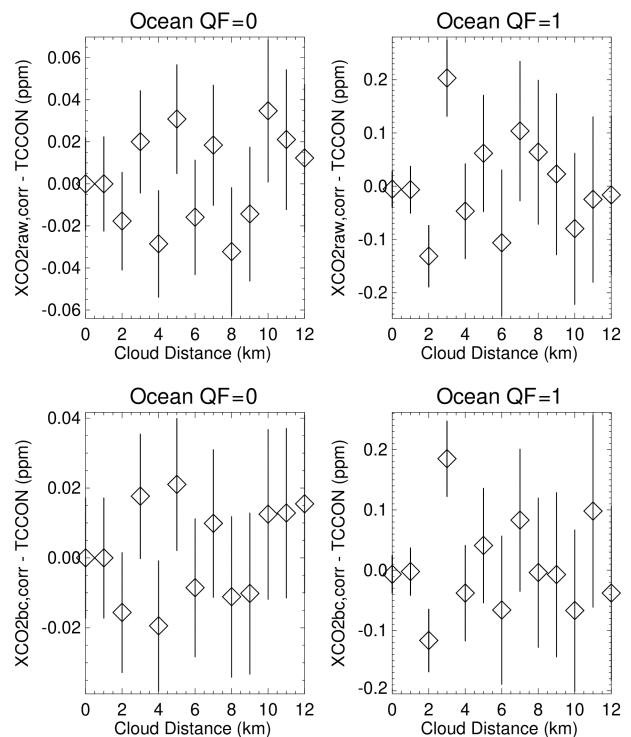 Ocean QF=0
XCO2raw,corr - TCCON (ppm)
0.06
0.04
0.02
0.00
-0.02
-0.04
-0.06
0 2 4 6 8 10 12
Cloud Distance (km)
Ocean QF=1
XCO2raw,corr - TCCON (ppm)
0.2
0.1
0.0
-0.1
-0.2
0 2 4 6 8 10 12
Cloud Distance (km)
Ocean QF=0
XCO2bc,corr - TCCON (ppm)
0.04
0.02
0.00
-0.02
0 2 4 6 8 10 12
Cloud Distance (km)
Ocean QF=1
XCO2bc,corr - TCCON (ppm)
0.2
0.1
0.0
-0.1
-0.2
0 2 4 6 8 10 12
Cloud Distance (km)